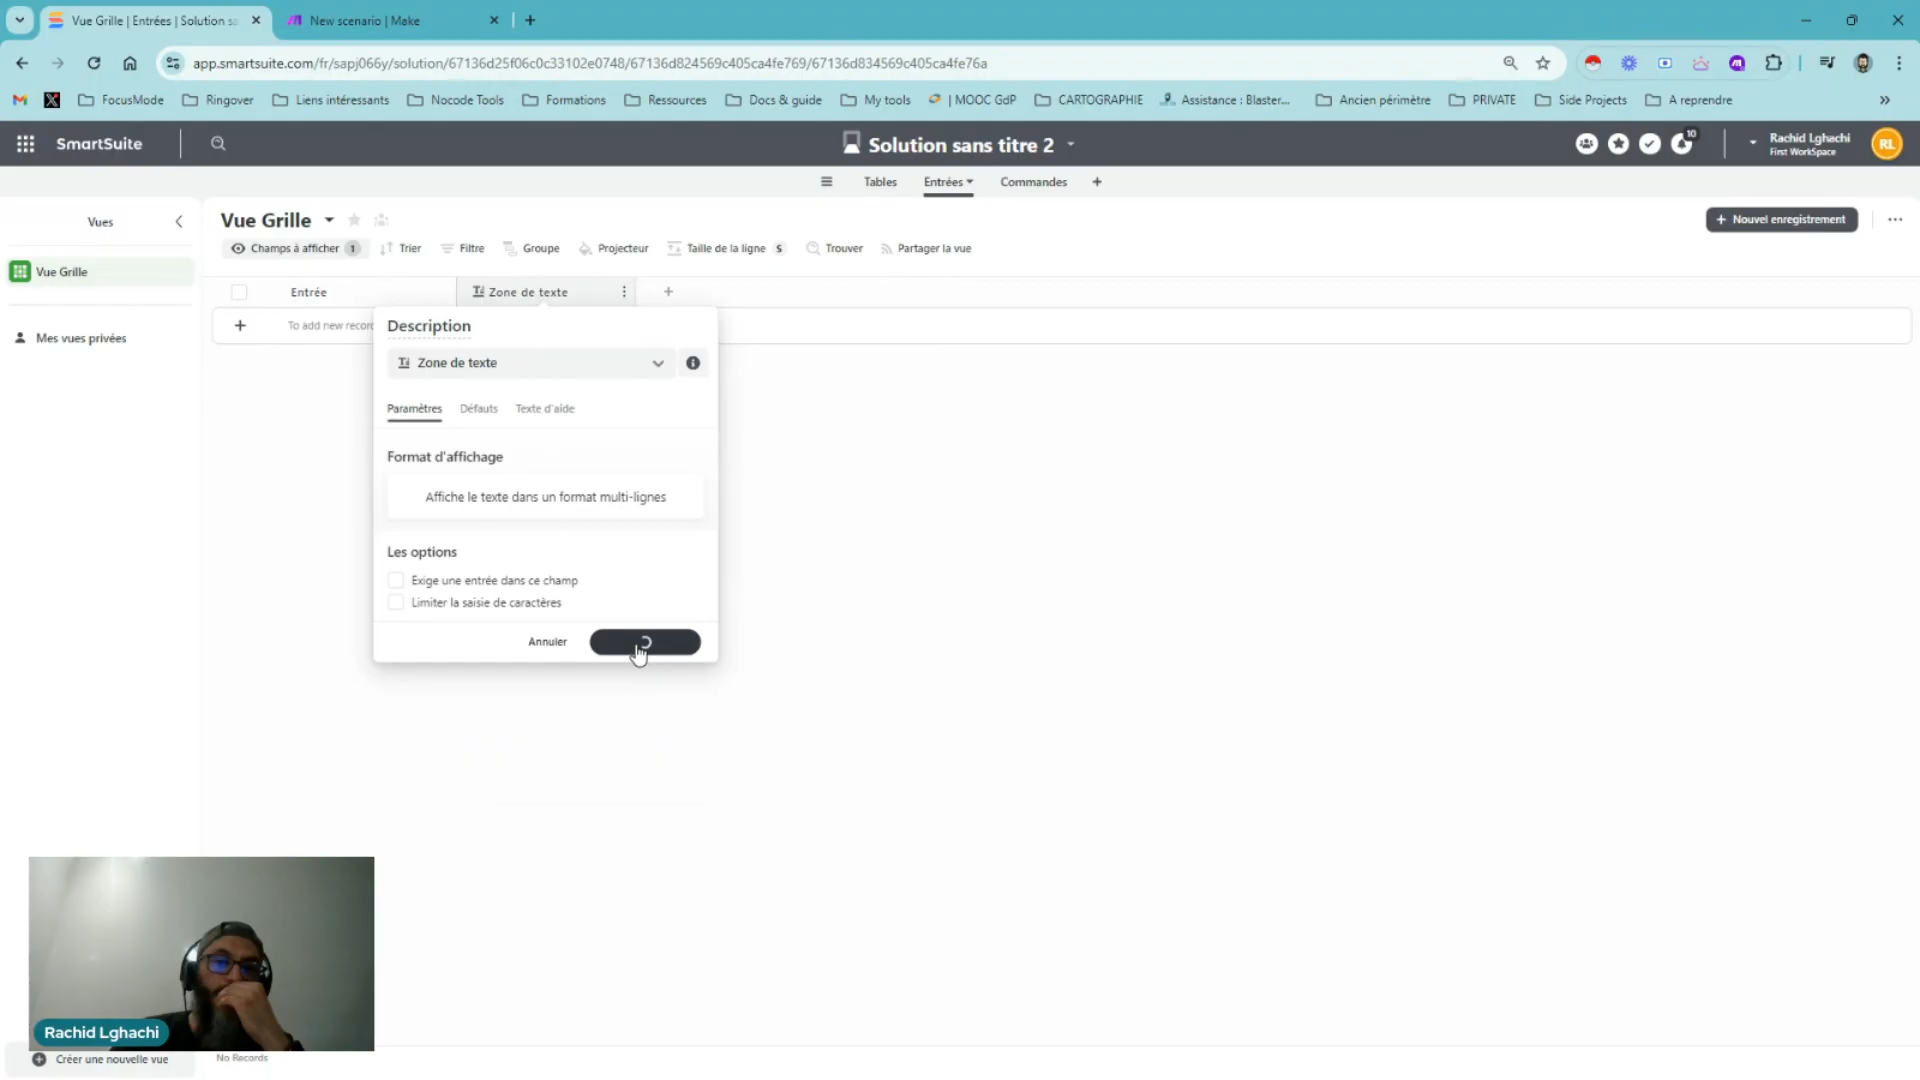 Vue Grille | Entrées | Solution sa
New scenario | Make
app.smartsuite.com/fr/sapj066y/solution/67136d25f06c0c33102e0748/67136d824569c405ca4fe769/67136d834569c405ca4fe76a
FocusMode
Ringover
Liens intéressants
Nocode Tools
Formations
Ressources
Docs & guide
My tools
| MOOC GdP
CARTOGRAPHIE
Assistance : Blaster...
Ancien périmètre
PRIVATE
Side Projects
A reprendre
SmartSuite
Solution sans titre 2
10
Rachid Lghachi
First WorkSpace
RL
Tables
Entrées
Commandes
Vues
Vue Grille
Nouvel enregistrement
Champs à afficher 1
Trier
Filtre
Groupe
Projecteur
Taille de la ligne S
Trouver
Partager la vue
Vue Grille
Mes vues privées
Entrée
Zone de texte
To add new recor
Description
Zone de texte
Paramètres
Défauts
Texte d'aide
Format d'affichage
Affiche le texte dans un format multi-lignes
Les options
Exige une entrée dans ce champ
Limiter la saisie de caractères
Annuler
Rachid Lghachi
Créer une nouvelle vue
No Records